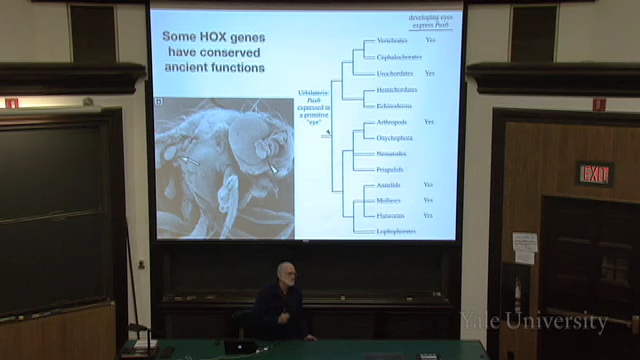 Some HOX genes
have conserved
ancient functions
developing eyes
express Pax6
Vertebrates Yes
Cephalochordates
Urochordates Yes
Hemichordates
Echinoderms
Urbilateria:
Pax6
expressed in
a primitive
"eye"
Arthropods Yes
Onychophora
Nematodes
Priapulids
Annelids Yes
Molluscs Yes
Flatworms Yes
Lophophorates
EXIT
Yale University